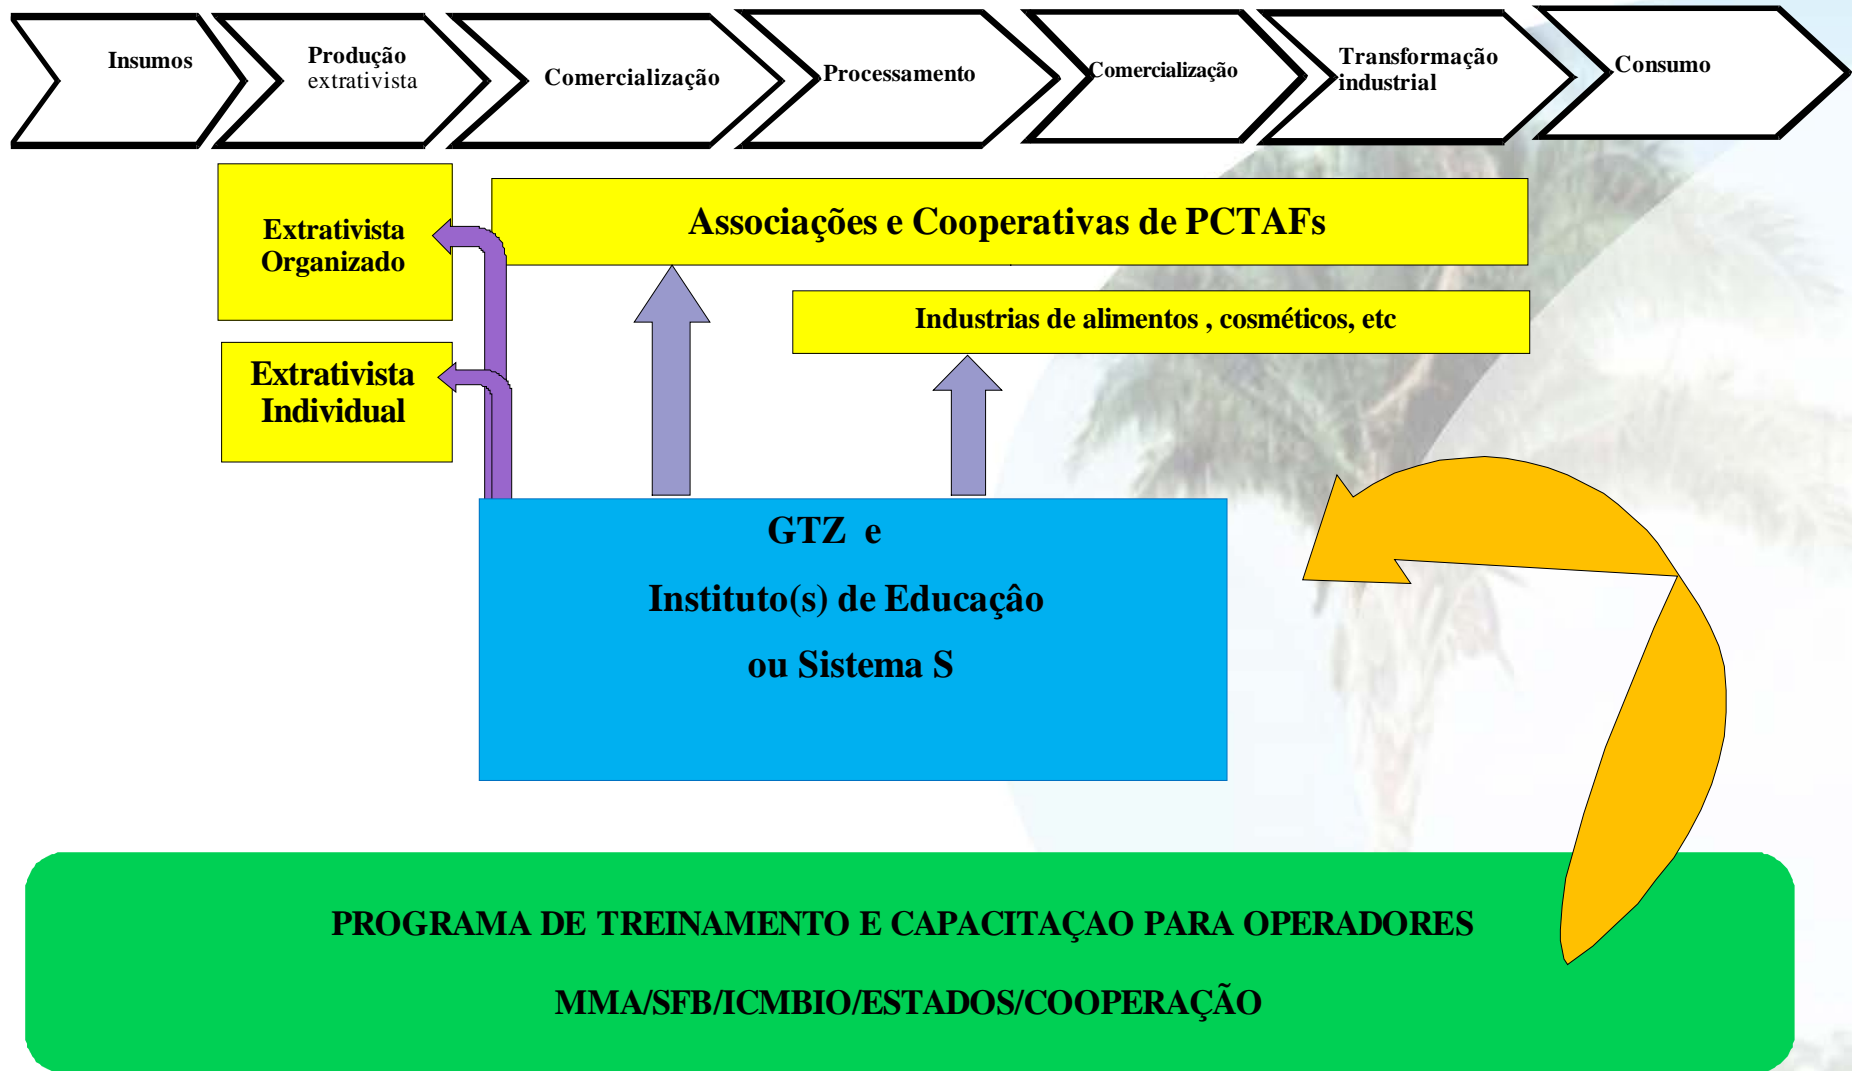 Insumos
Produção
extrativista
Comercialização
Processamento
Comercialização
Transformação
industrial
Consumo
Extrativista
Organizado
Associações e Cooperativas de PCTAFs
Industrias de alimentos , cosméticos, etc
Extrativista
Individual
GTZ e
Instituto(s) de Educaçâo
ou Sistema S
PROGRAMA DE TREINAMENTO E CAPACITAÇAO PARA OPERADORES
MMA/SFB/ICMBIO/ESTADOS/COOPERAÇÃO